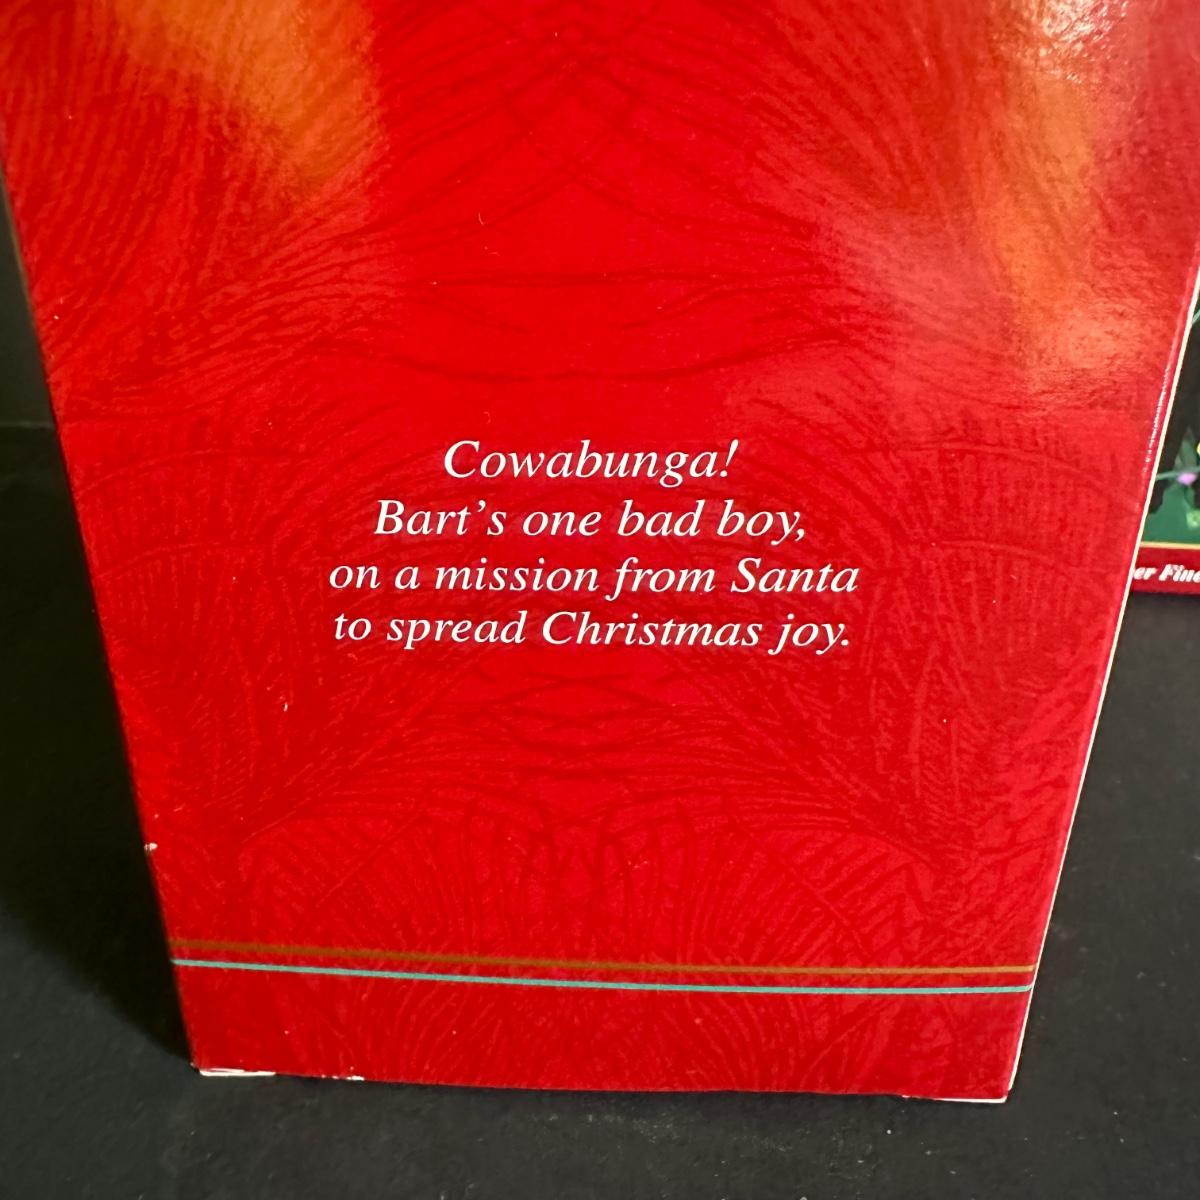 Cowabunga!
Bart's one bad boy,
on a mission from Santa
to spread Christmas joy.